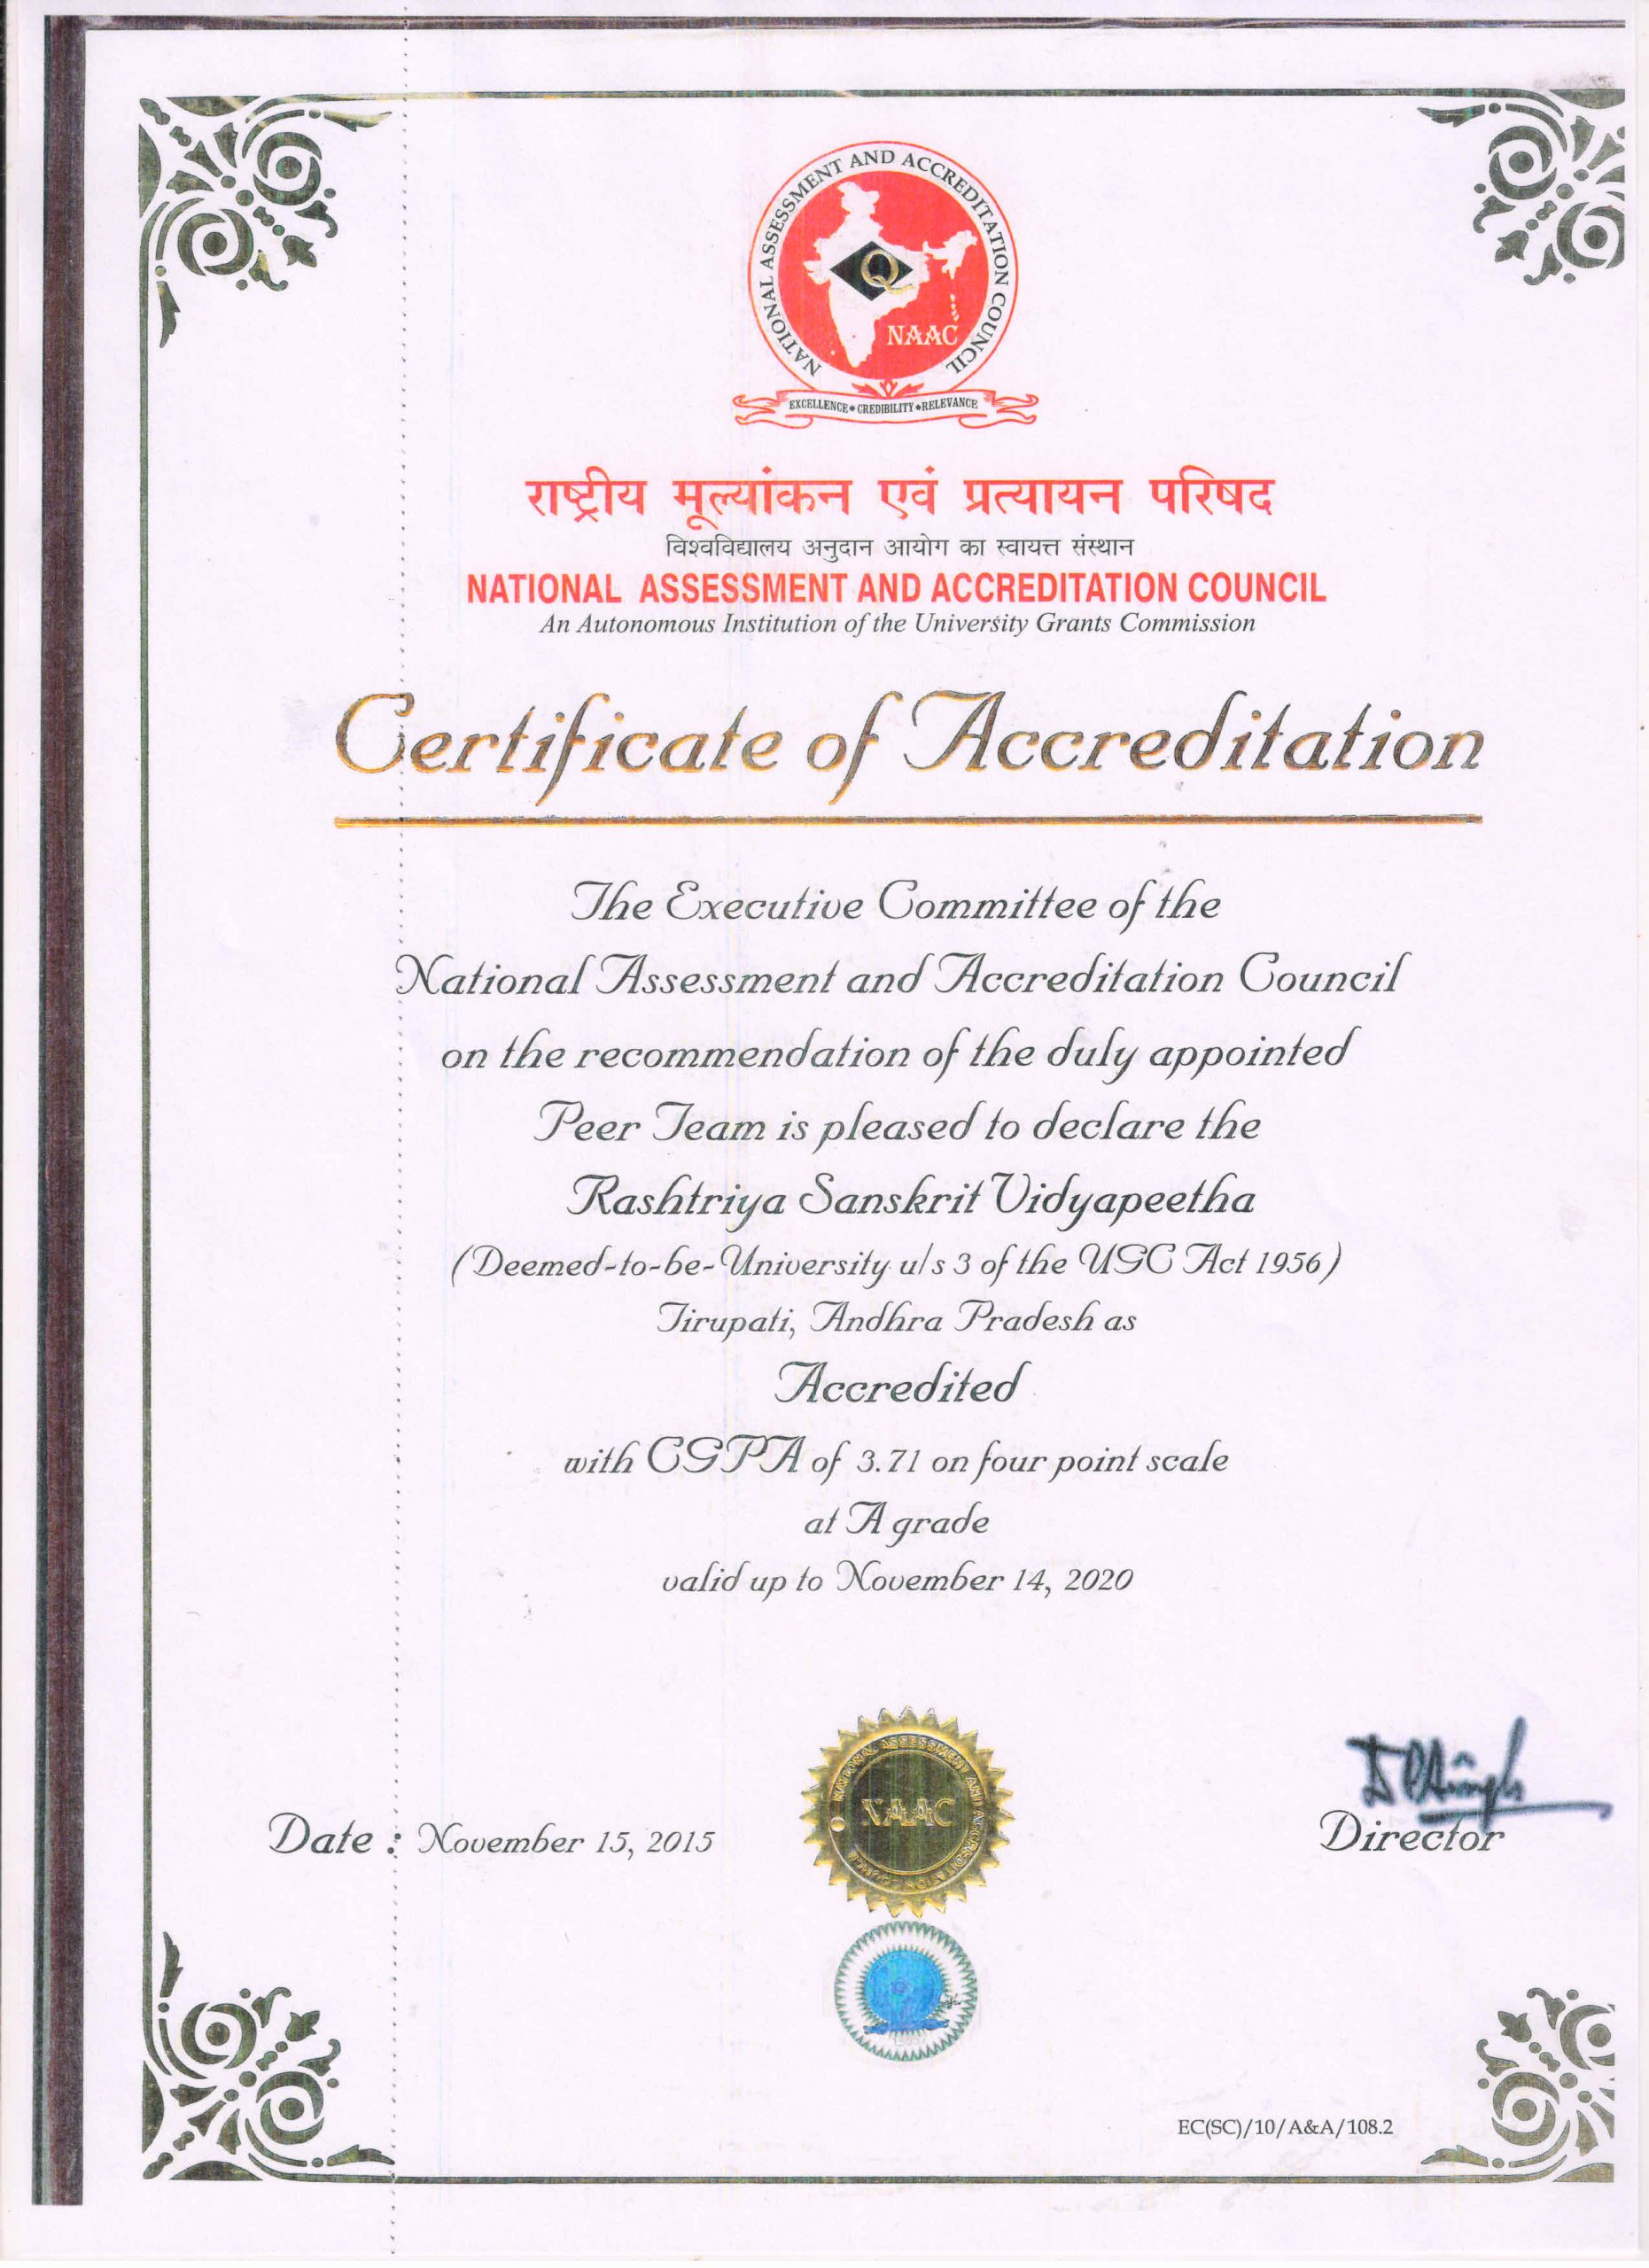 NATIONAL ASSESSMENT AND ACCREDITATION COUNCIL
Q
NAAC
EXCELLENCE * CREDIBILITY * RELEVANCE
राष्ट्रीय मूल्यांकन एवं प्रत्यायन परिषद
विश्वविद्यालय अनुदान आयोग का स्वायत्त संस्थान
NATIONAL ASSESSMENT AND ACCREDITATION COUNCIL
An Autonomous Institution of the University Grants Commission
Certificate of Accreditation
The Executive Committee of the
National Assessment and Accreditation Council
on the recommendation of the duly appointed
Peer Team is pleased to declare the
Rashtriya Sanskrit Vidyapeetha
(Deemed-to-be-University u/s 3 of the UGC Act 1956)
Tirupati, Andhra Pradesh as
Accredited
with CGPA of 3.71 on four point scale
at A grade
valid up to November 14, 2020
NATIONAL ASSESSMENT AND ACCREDITATION COUNCIL
NAAC
Date : November 15, 2015
Director
EC(SC)/10/A&A/108.2